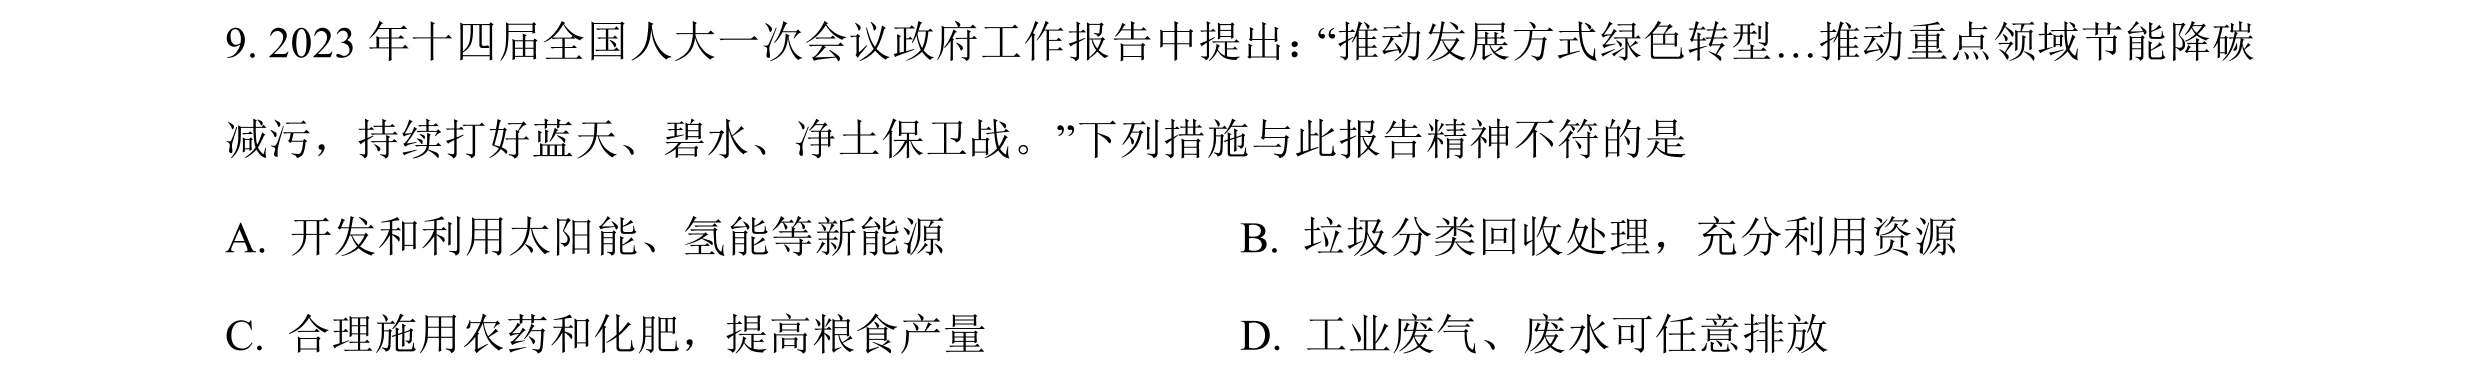 9. 2023 年十四届全国人大一次会议政府工作报告中提出：“推动发展方式绿色转型…推动重点领域节能降碳
减污，持续打好蓝天、碧水、净土保卫战。”下列措施与此报告精神不符的是
A. 开发和利用太阳能、氢能等新能源 B. 垃圾分类回收处理，充分利用资源
C. 合理施用农药和化肥，提高粮食产量 D. 工业废气、废水可任意排放